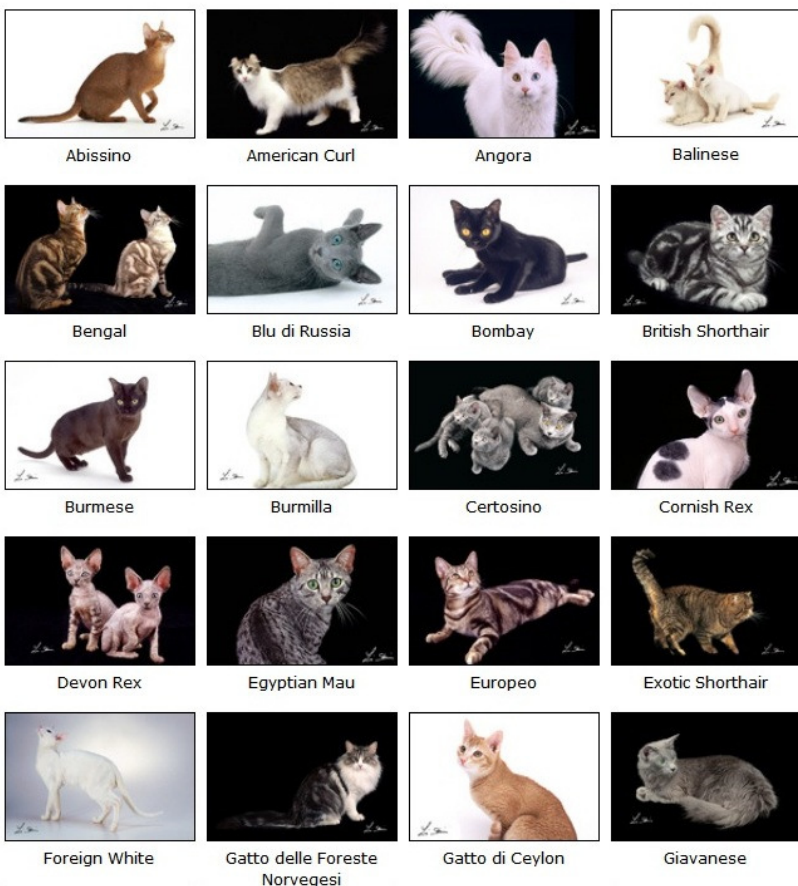 Abissino
American Curl
Angora
Balinese
Bengal
Blu di Russia
Bombay
British Shorthair
Burmese
Burmilla
Certosino
Cornish Rex
Devon Rex
Egyptian Mau
Europeo
Exotic Shorthair
Foreign White
Gatto delle Foreste
Norvegesi
Gatto di Ceylon
Giavanese